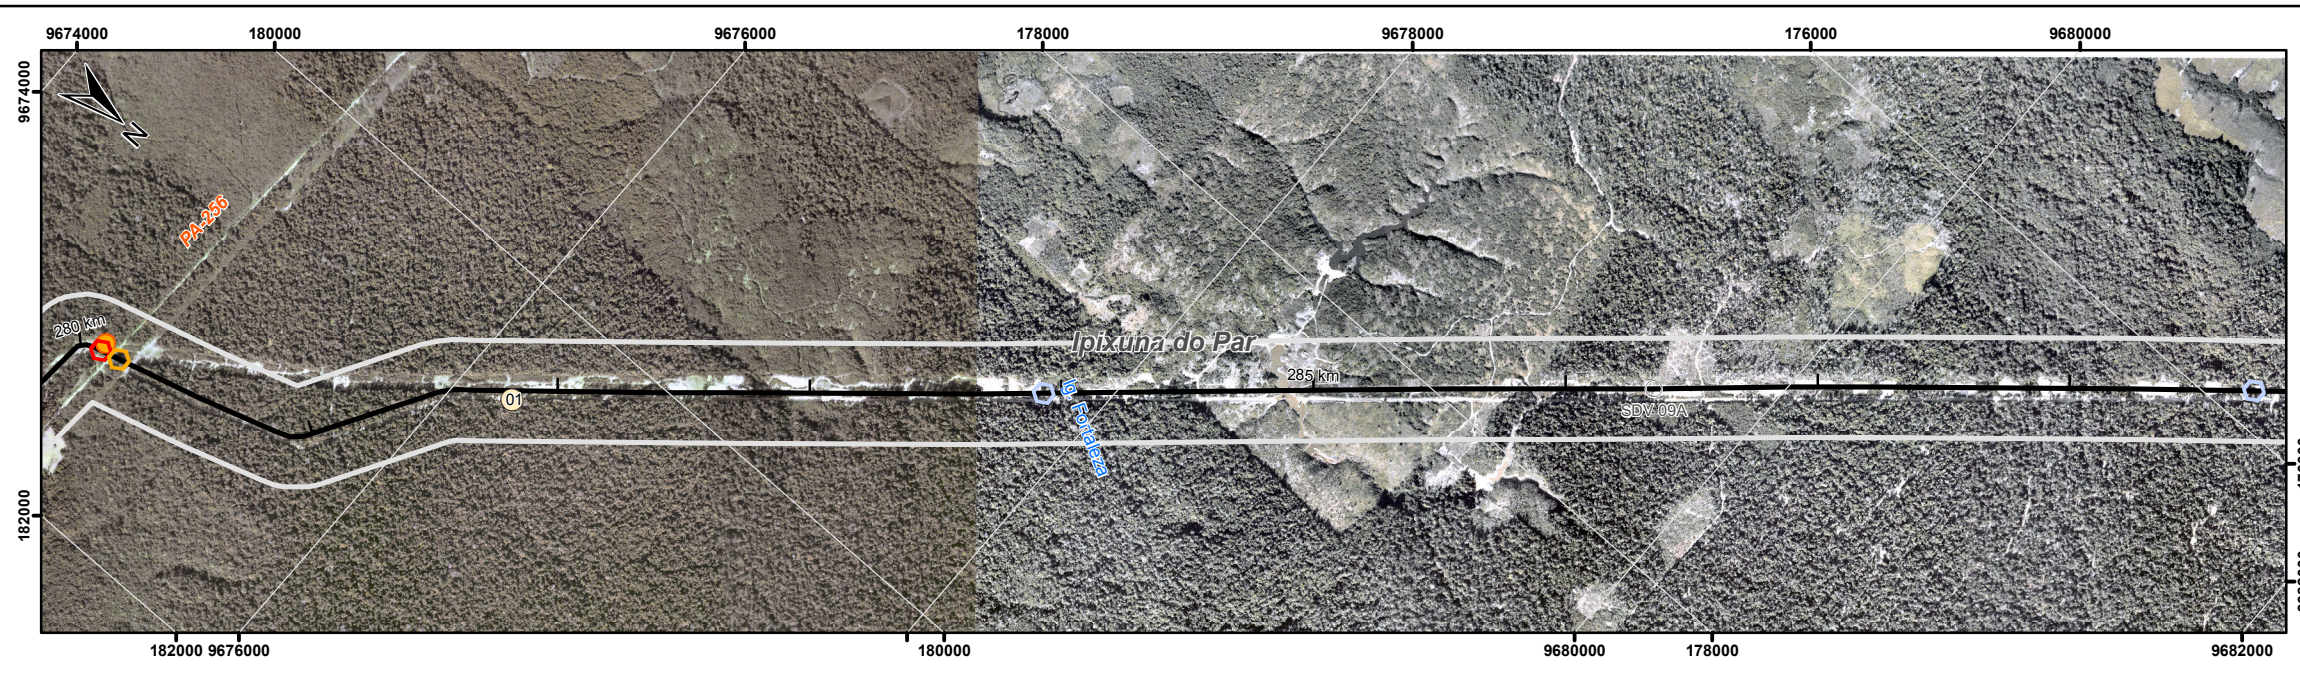 9674000 180000 9676000 178000 9678000 176000 9680000
9674000
N
PA-256
280 km
Ipixuna do Par
285 km
01
Ig. Fortaleza
SDV 09A
182000
182000 9676000 180000 9680000 178000 9682000